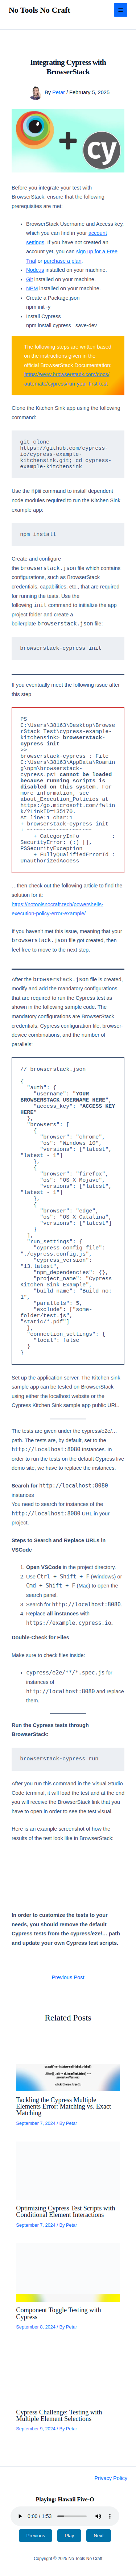 No Tools No Craft
Integrating Cypress with
BrowserStack
By Petar / February 5, 2025
cy
Before you integrate your test with
BrowserStack, ensure that the following
prerequisites are met:
BrowserStack Username and Access key,
which you can find in your account
settings. If you have not created an
account yet, you can sign up for a Free
Trial or purchase a plan.
Node.js installed on your machine.
Git installed on your machine.
NPM installed on your machine.
Create a Package.json
npm init -y
Install Cypress
npm install cypress –save-dev
The following steps are written based
with the instructions given in the
official Browserstack Documentation:
https://www.browserstack.com/docs/
automate/cypress/run-your-first-test
Clone the Kitchen Sink app using the following
command:
git clone
https://github.com/cypress-
io/cypress-example-
kitchensink.git; cd cypress-
example-kitchensink
Use the NPM command to install dependent
node modules required to run the Kitchen Sink
example app:
npm install
Create and configure
the browserstack.json file which contains
configurations, such as BrowserStack
credentials, capabilities, etc., that are required
for running the tests. Use the
following init command to initialize the app
project folder and create a
boilerplate browserstack.json file:
browserstack-cypress init
If you eventually meet the following issue after
this step
PS
C:\Users\38163\Desktop\Browse
rStack Test\cypress-example-
kitchensink> browserstack-
cypress init
>>
browserstack-cypress : File
C:\Users\38163\AppData\Roamin
g\npm\browserstack-
cypress.ps1 cannot be loaded
because running scripts is
disabled on this system. For
more information, see
about_Execution_Policies at
https:/go.microsoft.com/fwlin
k/?LinkID=135170.
At line:1 char:1
+ browserstack-cypress init
+ ~~~~~~~~~~~~~~~~~~~~
+ CategoryInfo :
SecurityError: (:) [],
PSSecurityException
+ FullyQualifiedErrorId :
UnauthorizedAccess
…then check out the following article to find the
solution:
https://notoolsnocraft.tech/powershells-
execution-policy-error-example/
If you haven't met this issue, meaning that your
browserstack.json file got opened, then
feel free to move to the next step.
After the browserstack.json file is created,
modify and adapt the mandatory configurations
that are required to run our Cypress test as
shown in the following sample code. The
mandatory configurations are BrowserStack
credentials, Cypress configuration file, browser-
device combinations, and the number of
parallels:
// browserstack.json
{
"auth": {
"username": "YOUR
BROWSERSTACK USERNAME HERE",
"access_key": "ACCESS KEY
HERE"
},
"browsers": [
{
"browser": "chrome",
"os": "Windows 10",
"versions": ["latest",
"latest - 1"]
},
{
"browser": "firefox",
"os": "OS X Mojave",
"versions": ["latest",
"latest - 1"]
},
{
"browser": "edge",
"os": "OS X Catalina",
"versions": ["latest"]
}
],
"run_settings": {
"cypress_config_file":
"./cypress.config.js",
"cypress_version":
"13.latest",
"npm_dependencies": {},
"project_name": "Cypress
Kitchen Sink Example",
"build_name": "Build no:
1",
"parallels": 5,
"exclude": ["some-
folder/test.js",
"static/*.pdf"]
},
"connection_settings": {
"local": false
}
}
Set up the application server. The Kitchen sink
sample app can be tested on BrowserStack
using either the localhost website or the
Cypress Kitchen Sink sample app public URL.
The tests are given under the cypress/e2e/…
path The tests are, by default, set to the
http://localhost:8080 instances. In
order to run the tests on the default Cypress live
demo site, we have to replace the instances.
Search for http://localhost:8080
instances
You need to search for instances of the
http://localhost:8080 URL in your
project.
Steps to Search and Replace URLs in
VSCode
1. Open VSCode in the project directory.
2. Use Ctrl + Shift + F (Windows) or
Cmd + Shift + F (Mac) to open the
search panel.
3. Search for http://localhost:8080.
4. Replace all instances with
https://example.cypress.io.
Double-Check for Files
Make sure to check files inside:
cypress/e2e/**/*.spec.js for
instances of
http://localhost:8080 and replace
them.
Run the Cypress tests through
BrowserStack:
browserstack-cypress run
After you run this command in the Visual Studio
Code terminal, it will load the test and at the end
you will receive the BrowserStack link that you
have to open in order to see the test visual.
Here is an example screenshot of how the
results of the test look like in BrowserStack:
In order to customize the tests to your
needs, you should remove the default
Cypress tests from the cypress/e2e/… path
and update your own Cypress test scripts.
Previous Post
Related Posts
Tackling the Cypress Multiple
Elements Error: Matching vs. Exact
Matching
September 7, 2024 / By Petar
Optimizing Cypress Test Scripts with
Conditional Element Interactions
September 7, 2024 / By Petar
Component Toggle Testing with
Cypress
September 8, 2024 / By Petar
Cypress Challenge: Testing with
Multiple Element Selections
September 9, 2024 / By Petar
Privacy Policy
Playing: Hawaii Five-O
0:00 / 1:53
Previous Play Next
Copyright © 2025 No Tools No Craft